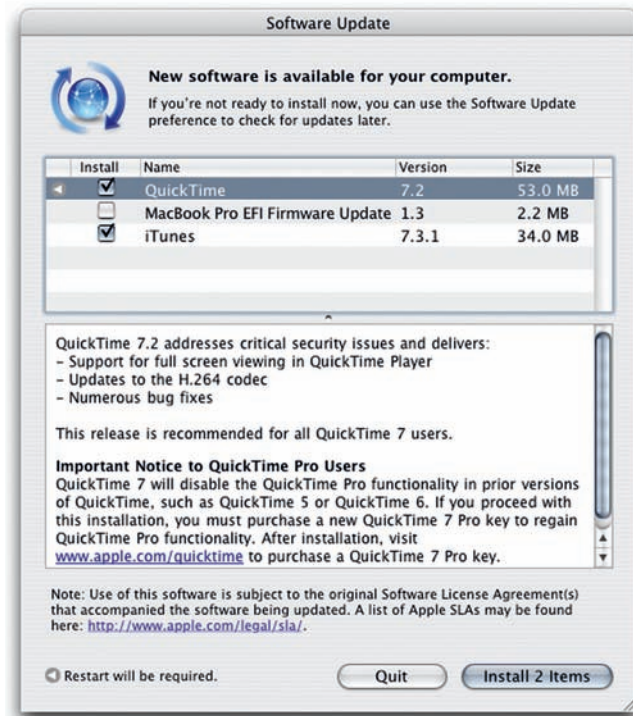 Software Update
New software is available for your computer.
If you're not ready to install now, you can use the Software Update
preference to check for updates later.
Install Name Version Size
QuickTime 7.2 53.0 MB
MacBook Pro EFI Firmware Update 1.3 2.2 MB
iTunes 7.3.1 34.0 MB
QuickTime 7.2 addresses critical security issues and delivers:
– Support for full screen viewing in QuickTime Player
– Updates to the H.264 codec
– Numerous bug fixes
This release is recommended for all QuickTime 7 users.
Important Notice to QuickTime Pro Users
QuickTime 7 will disable the QuickTime Pro functionality in prior versions
of QuickTime, such as QuickTime 5 or QuickTime 6. If you proceed with
this installation, you must purchase a new QuickTime 7 Pro key to regain
QuickTime Pro functionality. After installation, visit
www.apple.com/quicktime to purchase a QuickTime 7 Pro key.
Note: Use of this software is subject to the original Software License Agreement(s)
that accompanied the software being updated. A list of Apple SLAs may be found
here: http://www.apple.com/legal/sla/.
Restart will be required. Quit Install 2 Items